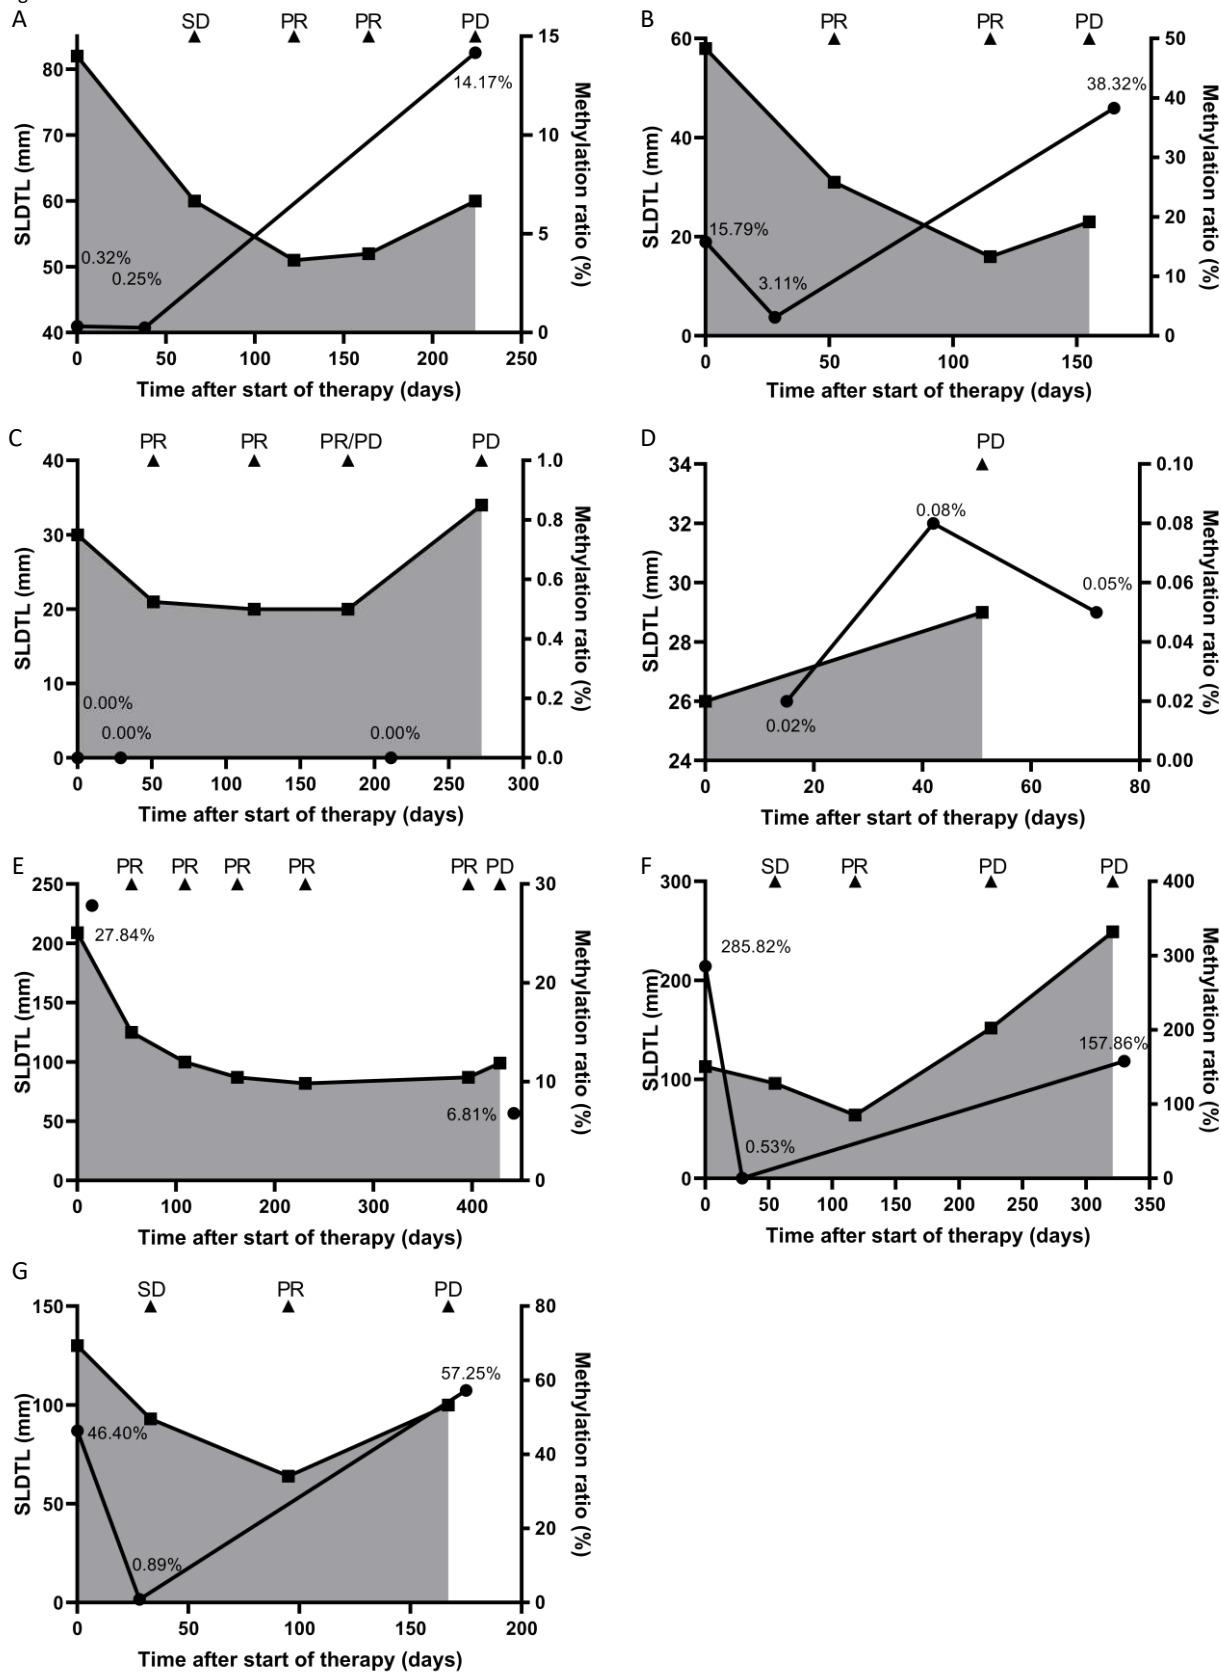 A
SD PR PR PD
SLDTL (mm)
80
70
60
50
40
15
10
5
0
Methylation ratio (%)
14.17%
0.32%
0.25%
0 50 100 150 200 250
Time after start of therapy (days)
B
PR PR PD
SLDTL (mm)
60
40
20
0
50
40
30
20
10
0
Methylation ratio (%)
38.32%
15.79%
3.11%
0 50 100 150
Time after start of therapy (days)
C
PR PR PR/PD PD
SLDTL (mm)
40
30
20
10
0
1.0
0.8
0.6
0.4
0.2
0.0
Methylation ratio (%)
0.00%
0.00%
0.00%
0 50 100 150 200 250 300
Time after start of therapy (days)
D
PD
SLDTL (mm)
34
32
30
28
26
24
0.10
0.08
0.06
0.04
0.02
0.00
Methylation ratio (%)
0.08%
0.05%
0.02%
0 20 40 60 80
Time after start of therapy (days)
E
PR PR PR PR PR PD
SLDTL (mm)
250
200
150
100
50
0
30
20
10
0
Methylation ratio (%)
27.84%
6.81%
0 100 200 300 400
Time after start of therapy (days)
F
SD PR PD PD
SLDTL (mm)
300
200
100
0
400
300
200
100
0
Methylation ratio (%)
285.82%
157.86%
0.53%
0 50 100 150 200 250 300 350
Time after start of therapy (days)
G
SD PR PD
SLDTL (mm)
150
100
50
0
80
60
40
20
0
Methylation ratio (%)
57.25%
46.40%
0.89%
0 50 100 150 200
Time after start of therapy (days)